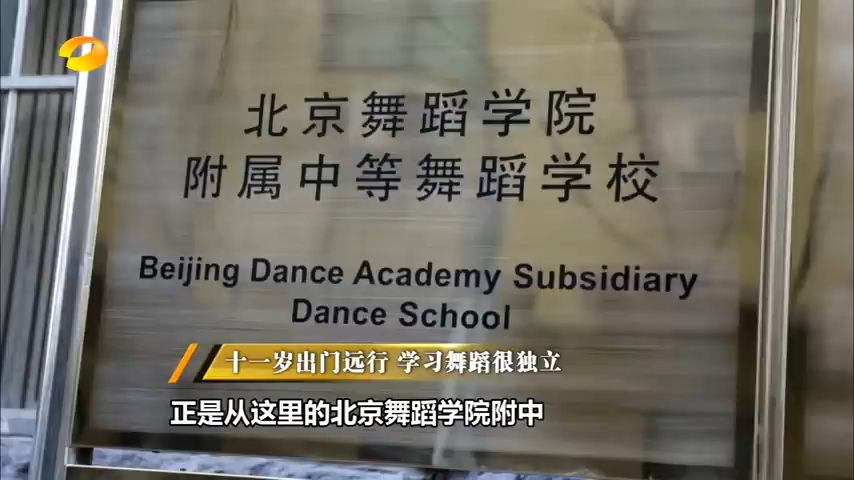 北京舞蹈学院
附属中等舞蹈学校
Beijing Dance Academy Subsidiary
Dance School
十一岁出门远行 学习舞蹈很独立
正是从这里的北京舞蹈学院附中